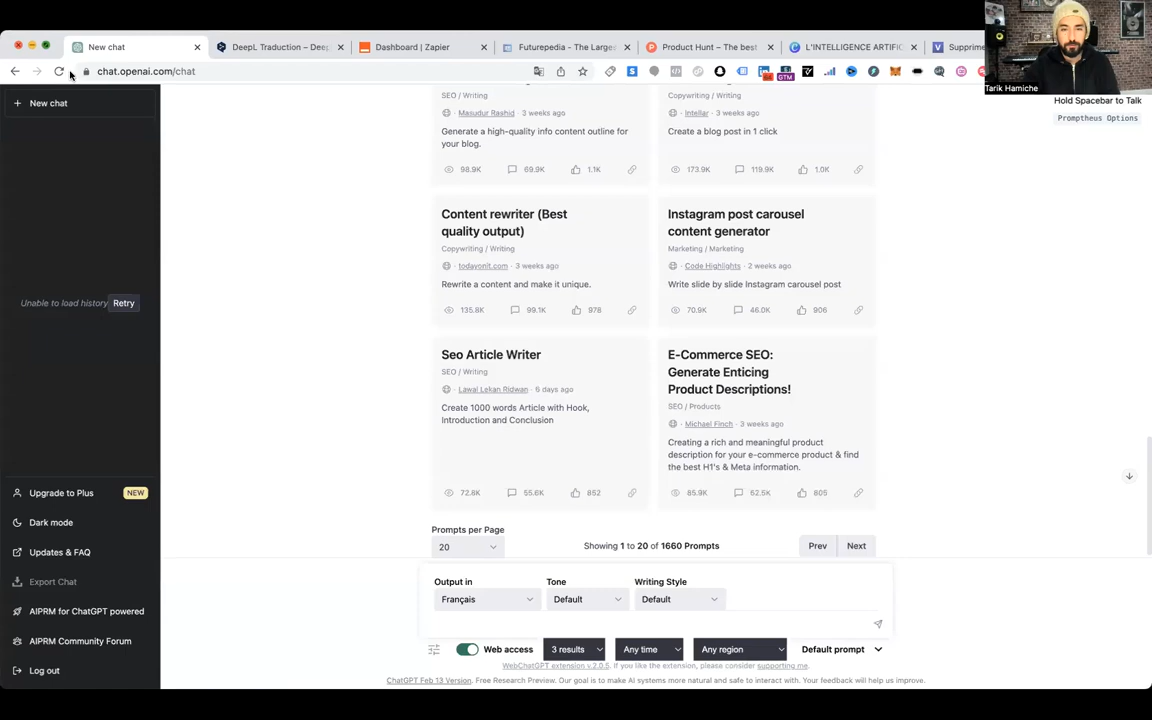 New chat
DeepL Traduction – Deep
Dashboard | Zapier
Futurepedia - The Large
Product Hunt – The best
L'INTELLIGENCE ARTIFIC
Supprime
chat.openai.com/chat
GTM
Tarik Hamiche
Hold Spacebar to Talk
Promptheus Options
New chat
Unable to load history
Retry
Upgrade to Plus
NEW
Dark mode
Updates & FAQ
Export Chat
AIPRM for ChatGPT powered
AIPRM Community Forum
Log out
SEO / Writing
Masudur Rashid · 3 weeks ago
Generate a high-quality info content outline for
your blog.
98.9K 69.9K 1.1K
Copywriting / Writing
Intellar · 3 weeks ago
Create a blog post in 1 click
173.9K 119.9K 1.0K
Content rewriter (Best
quality output)
Copywriting / Writing
todayonit.com · 3 weeks ago
Rewrite a content and make it unique.
135.8K 99.1K 978
Instagram post carousel
content generator
Marketing / Marketing
Code Highlights · 2 weeks ago
Write slide by slide Instagram carousel post
70.9K 46.0K 906
Seo Article Writer
SEO / Writing
Lawal Lekan Ridwan · 6 days ago
Create 1000 words Article with Hook,
Introduction and Conclusion
72.8K 55.6K 852
E-Commerce SEO:
Generate Enticing
Product Descriptions!
SEO / Products
Michael Finch · 3 weeks ago
Creating a rich and meaningful product
description for your e-commerce product & find
the best H1's & Meta information.
85.9K 62.5K 805
Prompts per Page
20
Showing 1 to 20 of 1660 Prompts
Prev
Next
Output in
Tone
Writing Style
Français
Default
Default
Web access
3 results
Any time
Any region
Default prompt
WebChatGPT extension v.2.0.5. If you like the extension, please consider supporting me.
ChatGPT Feb 13 Version. Free Research Preview. Our goal is to make AI systems more natural and safe to interact with. Your feedback will help us improve.